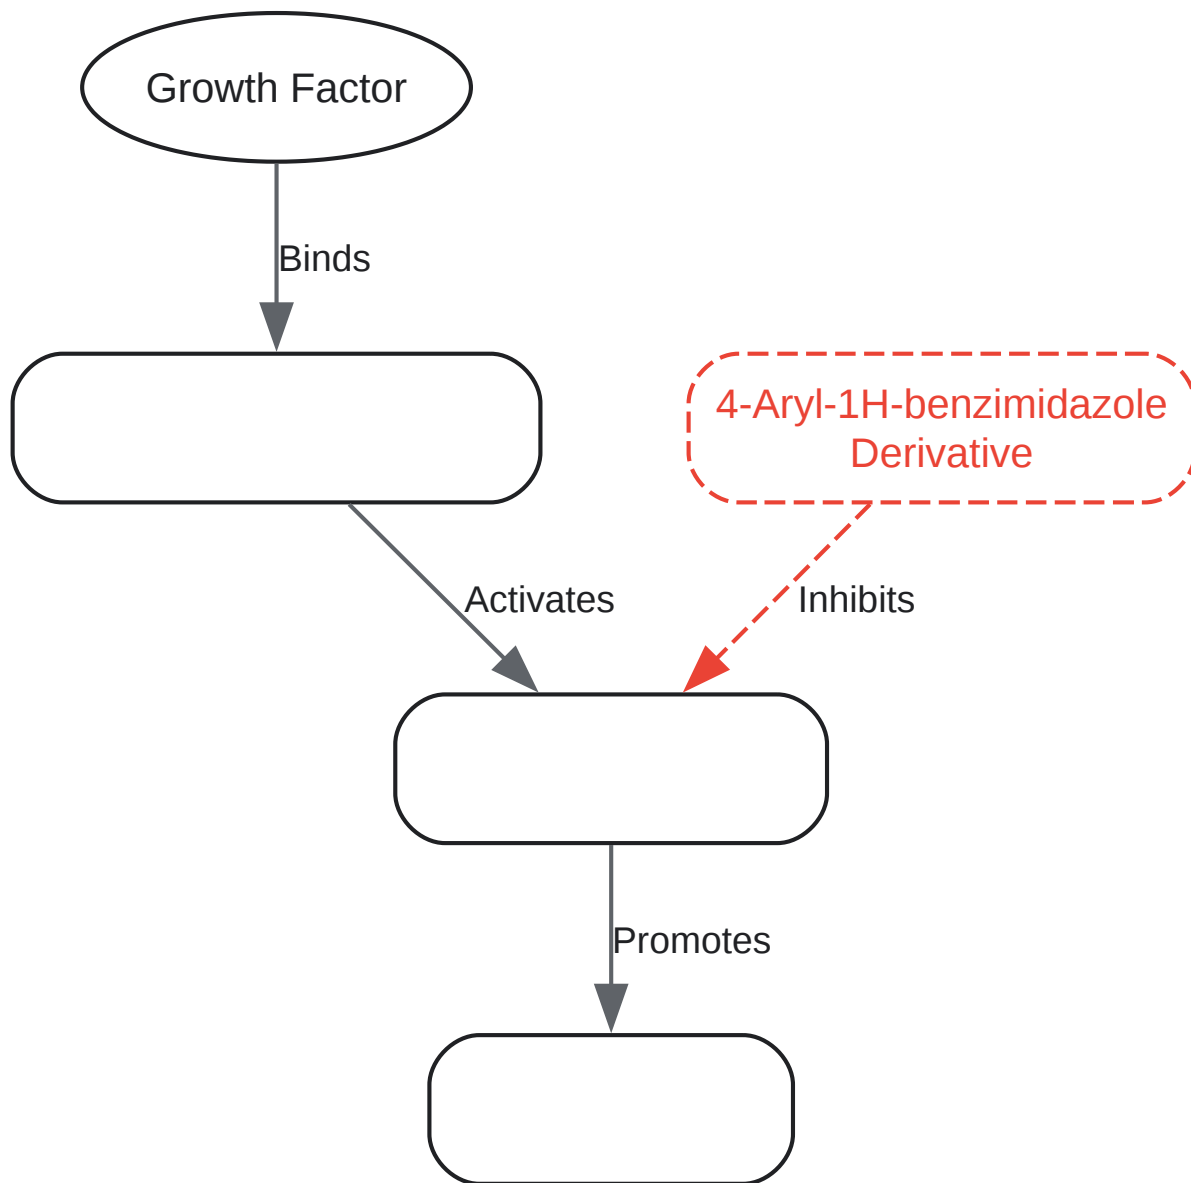 Growth Factor
Binds
4-Aryl-1H-benzimidazole
Derivative
Activates
Inhibits
Promotes